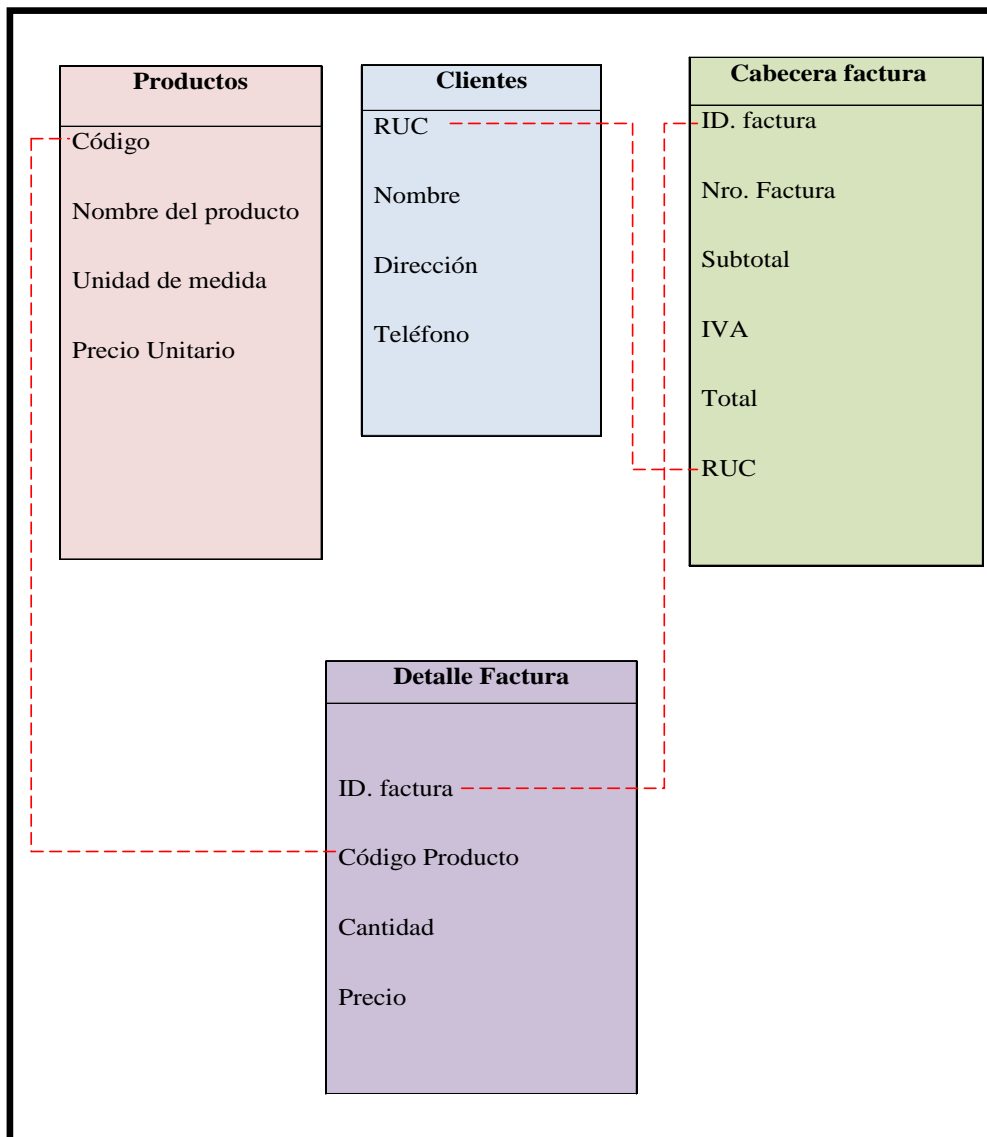 Productos
Código
Nombre del producto
Unidad de medida
Precio Unitario
Clientes
RUC
Nombre
Dirección
Teléfono
Cabecera factura
ID. factura
Nro. Factura
Subtotal
IVA
Total
RUC
Detalle Factura
ID. factura
Código Producto
Cantidad
Precio